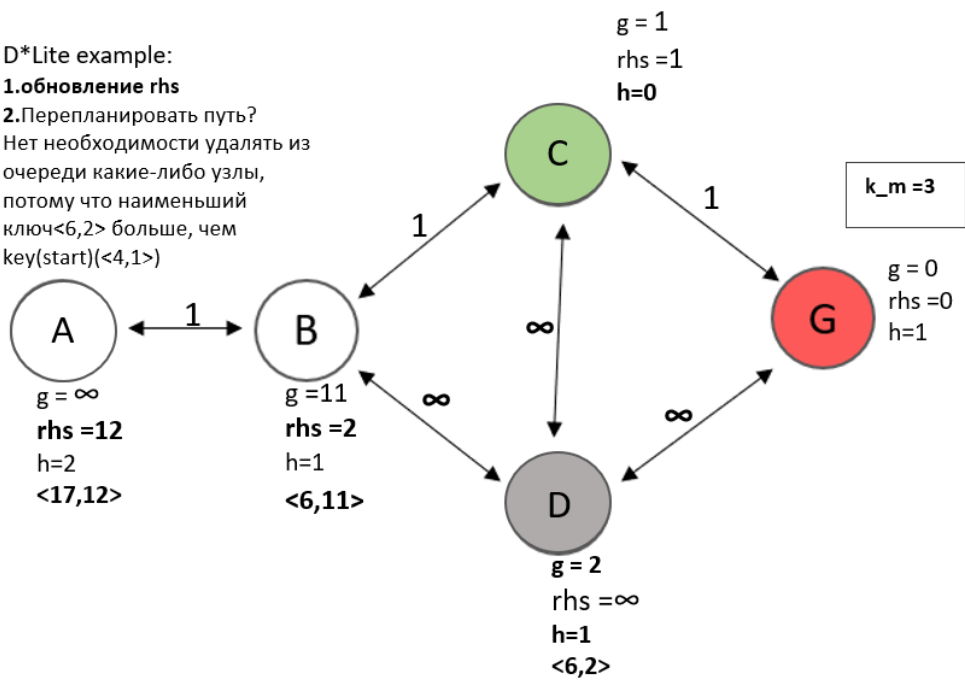 D*Lite example:
1.обновление rhs
2.Перепланировать путь?
Нет необходимости удалять из
очереди какие-либо узлы,
потому что наименьший
ключ<6,2> больше, чем
key(start)(<4,1>)
g = 1
rhs =1
h=0
C
k_m =3
1
1
g = 0
rhs =0
h=1
A
1
B
∞
G
g = ∞
rhs =12
h=2
<17,12>
g =11
rhs =2
h=1
<6,11>
∞
∞
D
g = 2
rhs =∞
h=1
<6,2>